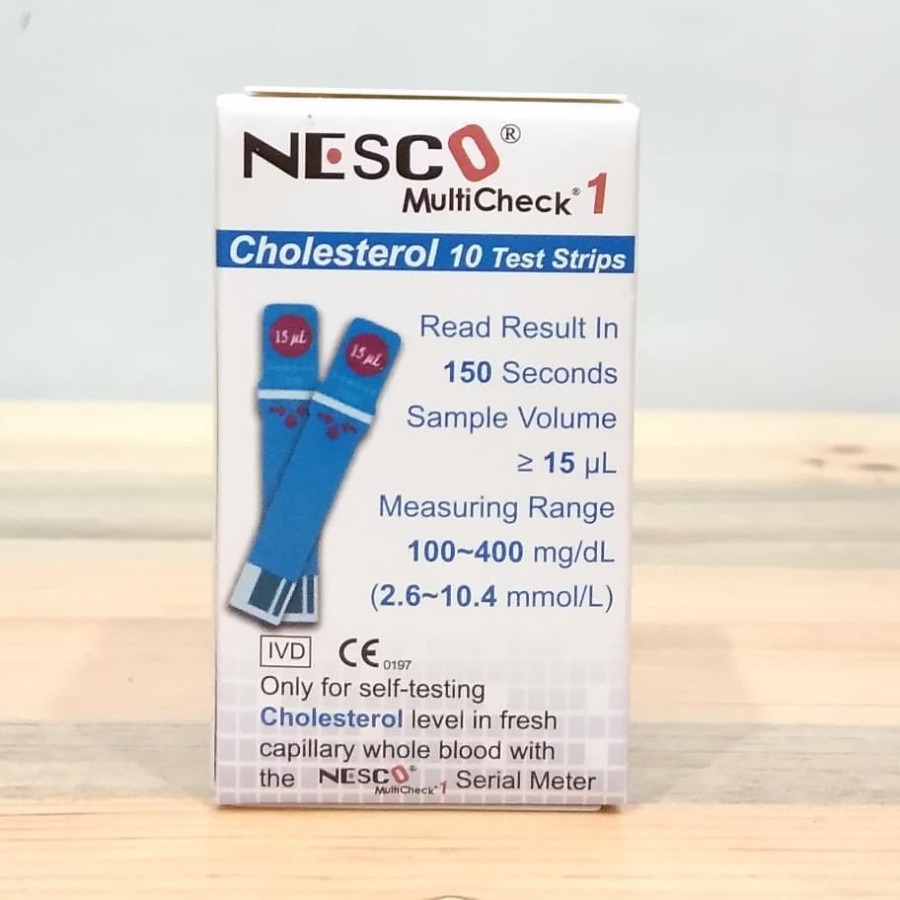 NESCO®
MultiCheck® 1
Cholesterol 10 Test Strips
15 µL
15 µL
Read Result In
150 Seconds
Sample Volume
≥ 15 µL
Measuring Range
100~400 mg/dL
(2.6~10.4 mmol/L)
IVD CE 0197
Only for self-testing
Cholesterol level in fresh
capillary whole blood with
the NESCO® MultiCheck® 1 Serial Meter